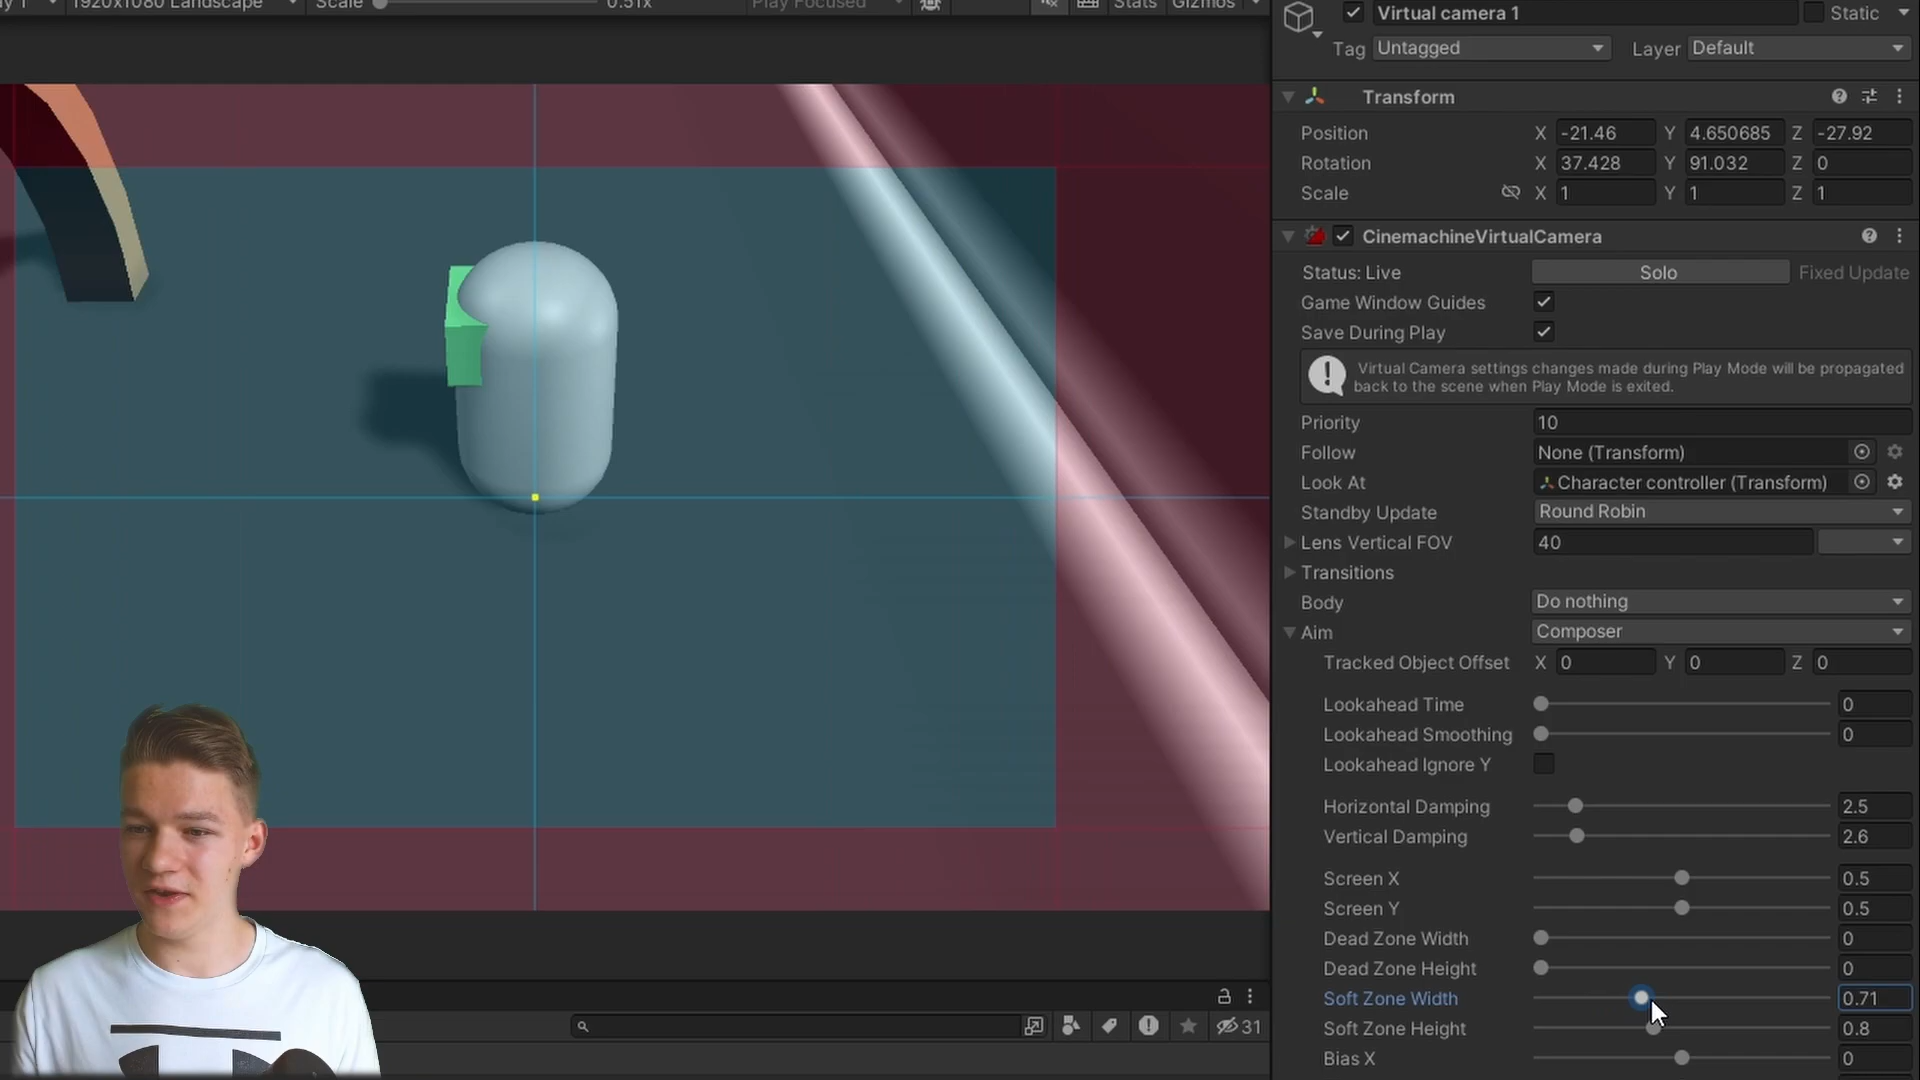 1920x1080 Landscape Scale 0.51x Play Focused Stats Gizmos
Virtual camera 1 Static
Tag Untagged Layer Default
Transform
Position X -21.46 Y 4.650685 Z -27.92
Rotation X 37.428 Y 91.032 Z 0
Scale X 1 Y 1 Z 1
CinemachineVirtualCamera
Status: Live Solo Fixed Update
Game Window Guides
Save During Play
Virtual Camera settings changes made during Play Mode will be propagated
back to the scene when Play Mode is exited.
Priority 10
Follow None (Transform)
Look At Character controller (Transform)
Standby Update Round Robin
Lens Vertical FOV 40
Transitions
Body Do nothing
Aim Composer
Tracked Object Offset X 0 Y 0 Z 0
Lookahead Time 0
Lookahead Smoothing 0
Lookahead Ignore Y
Horizontal Damping 2.5
Vertical Damping 2.6
Screen X 0.5
Screen Y 0.5
Dead Zone Width 0
Dead Zone Height 0
Soft Zone Width 0.71
Soft Zone Height 0.8
Bias X 0
31